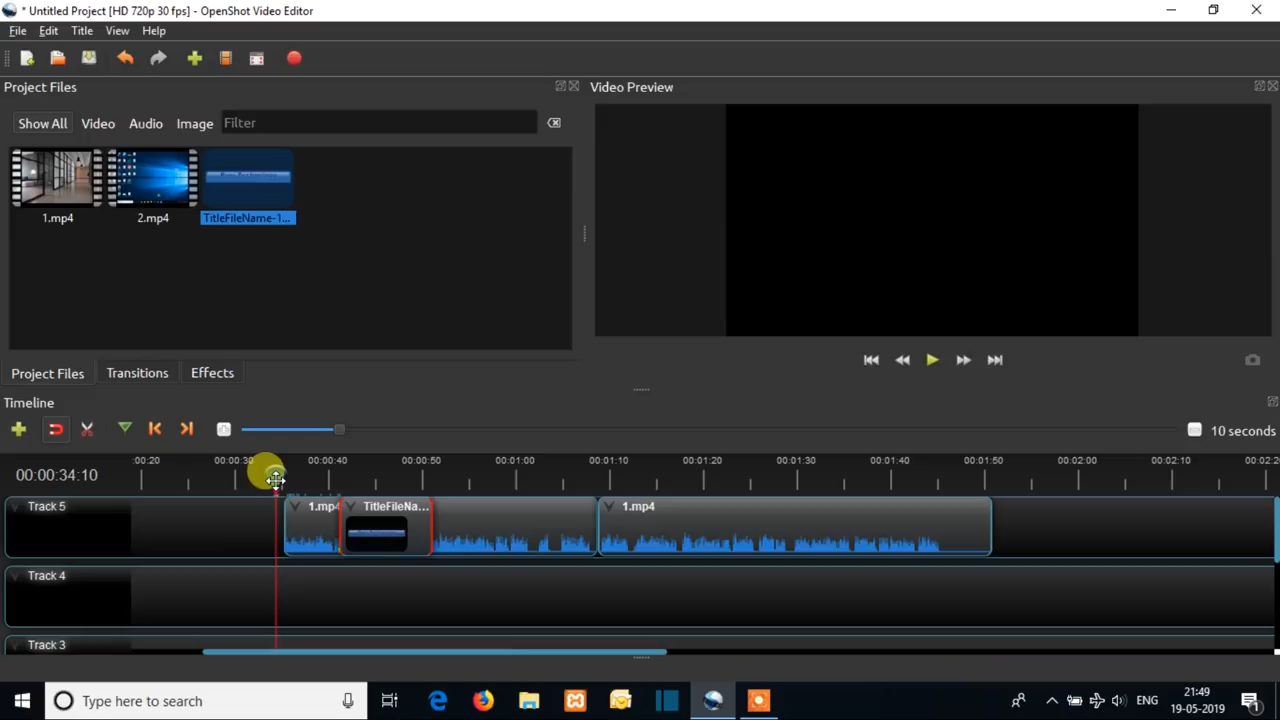 * Untitled Project [HD 720p 30 fps] - OpenShot Video Editor
File Edit Title View Help
Project Files
Video Preview
Show All Video Audio Image Filter
1.mp4 2.mp4 TitleFileName-1...
Project Files Transitions Effects
Timeline
10 seconds
00:00:34:10
:00:20 00:00:30 00:00:40 00:00:50 00:01:00 00:01:10 00:01:20 00:01:30 00:01:40 00:01:50 00:02:00 00:02:10 00:02:2
Track 5 1.mp4 TitleFileNa... 1.mp4
Track 4
Track 3
Type here to search
ENG
21:49
19-05-2019
1